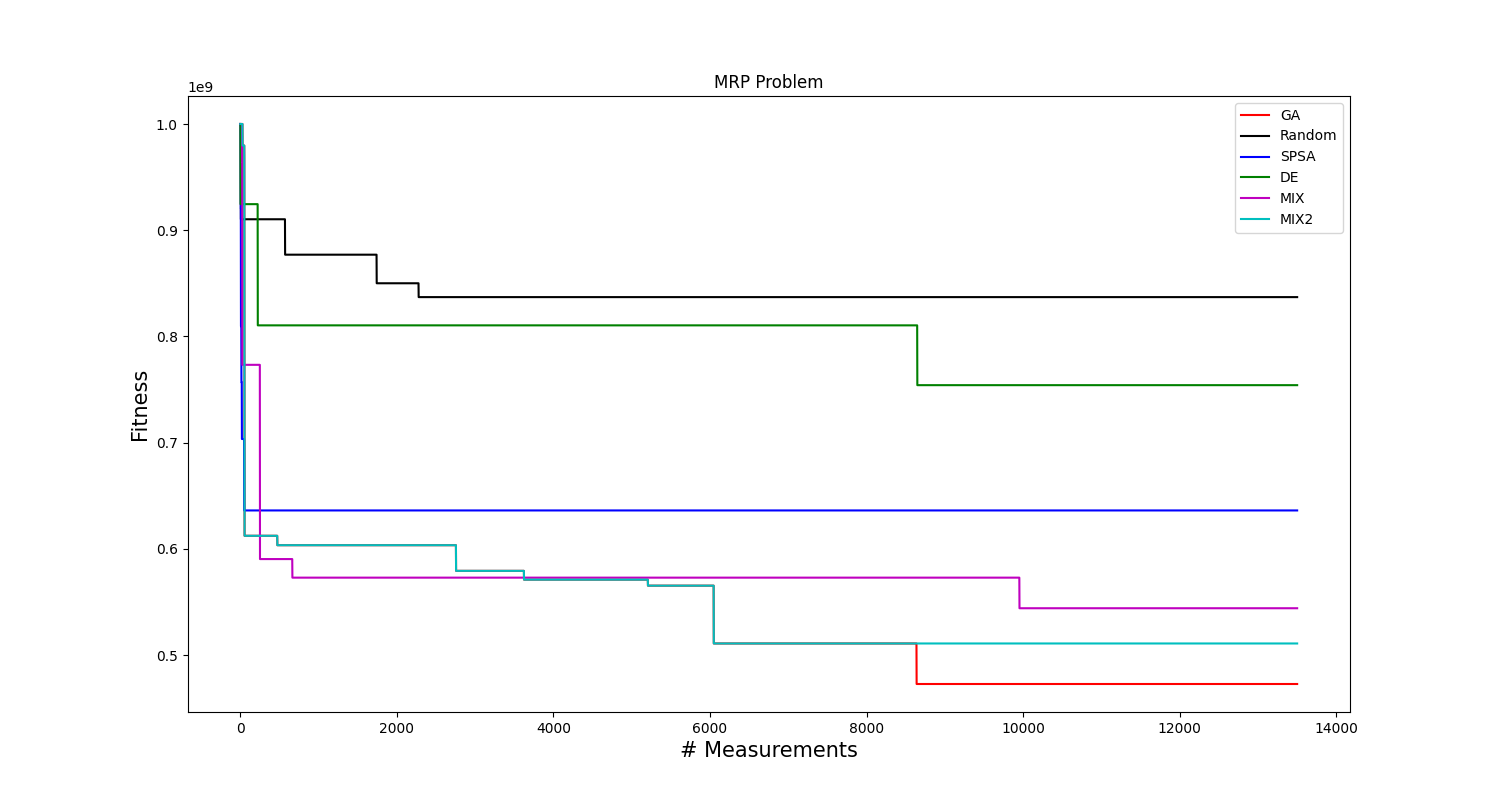 MRP Problem
1e9
1.0
0.9
0.8
0.7
0.6
0.5
Fitness
0
2000
4000
6000
8000
10000
12000
14000
# Measurements
GA
Random
SPSA
DE
MIX
MIX2